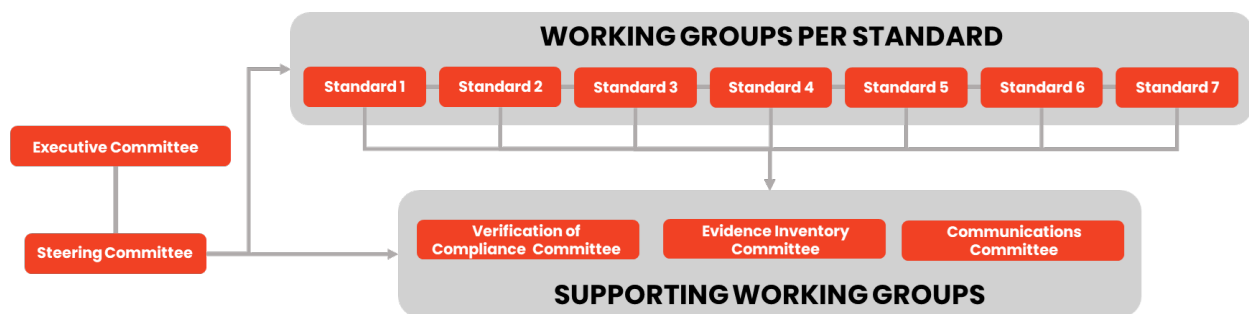 WORKING GROUPS PER STANDARD
Standard 1
Standard 2
Standard 3
Standard 4
Standard 5
Standard 6
Standard 7
Executive Committee
Steering Committee
Verification of
Compliance Committee
Evidence Inventory
Committee
Communications
Committee
SUPPORTING WORKING GROUPS